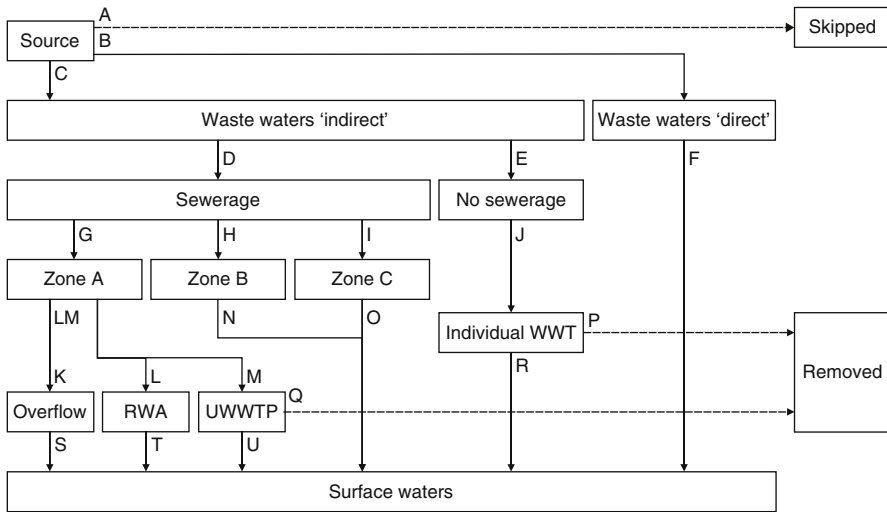 A
Source
B
Skipped
C
Waste waters ‘indirect’
Waste waters ‘direct’
D
E
F
Sewerage
No sewerage
G
H
I
J
Zone A
Zone B
Zone C
LM
N
O
Individual WWT
P
R
Removed
K
L
M
Q
Overflow
RWA
UWWTP
S
T
U
Surface waters